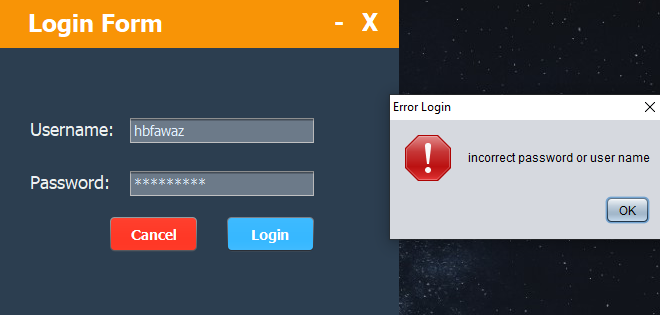 Login Form - X
Error Login X
Username: hbfawaz
incorrect password or user name
Password: *********
OK
Cancel Login